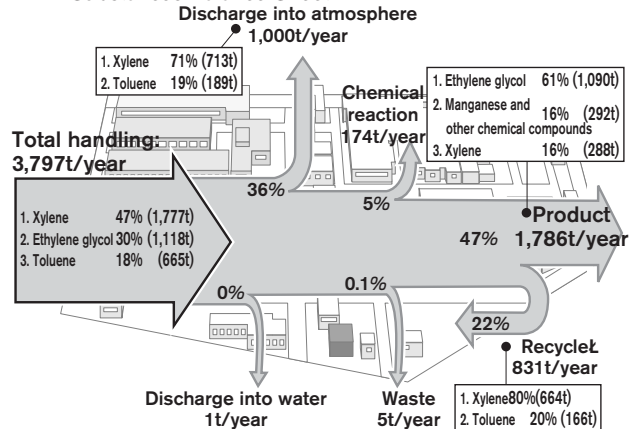 Discharge into atmosphere
1,000t/year
1. Xylene 71% (713t)
2. Toluene 19% (189t)
Chemical
reaction
174t/year
1. Ethylene glycol 61% (1,090t)
2. Manganese and
other chemical compounds 16% (292t)
3. Xylene 16% (288t)
Total handling:
3,797t/year
36%
5%
1. Xylene 47% (1,777t)
2. Ethylene glycol 30% (1,118t)
3. Toluene 18% (665t)
47%
Product
1,786t/year
0%
0.1%
22%
RecycleŁ
831t/year
Discharge into water
1t/year
Waste
5t/year
1. Xylene80%(664t)
2. Toluene 20% (166t)